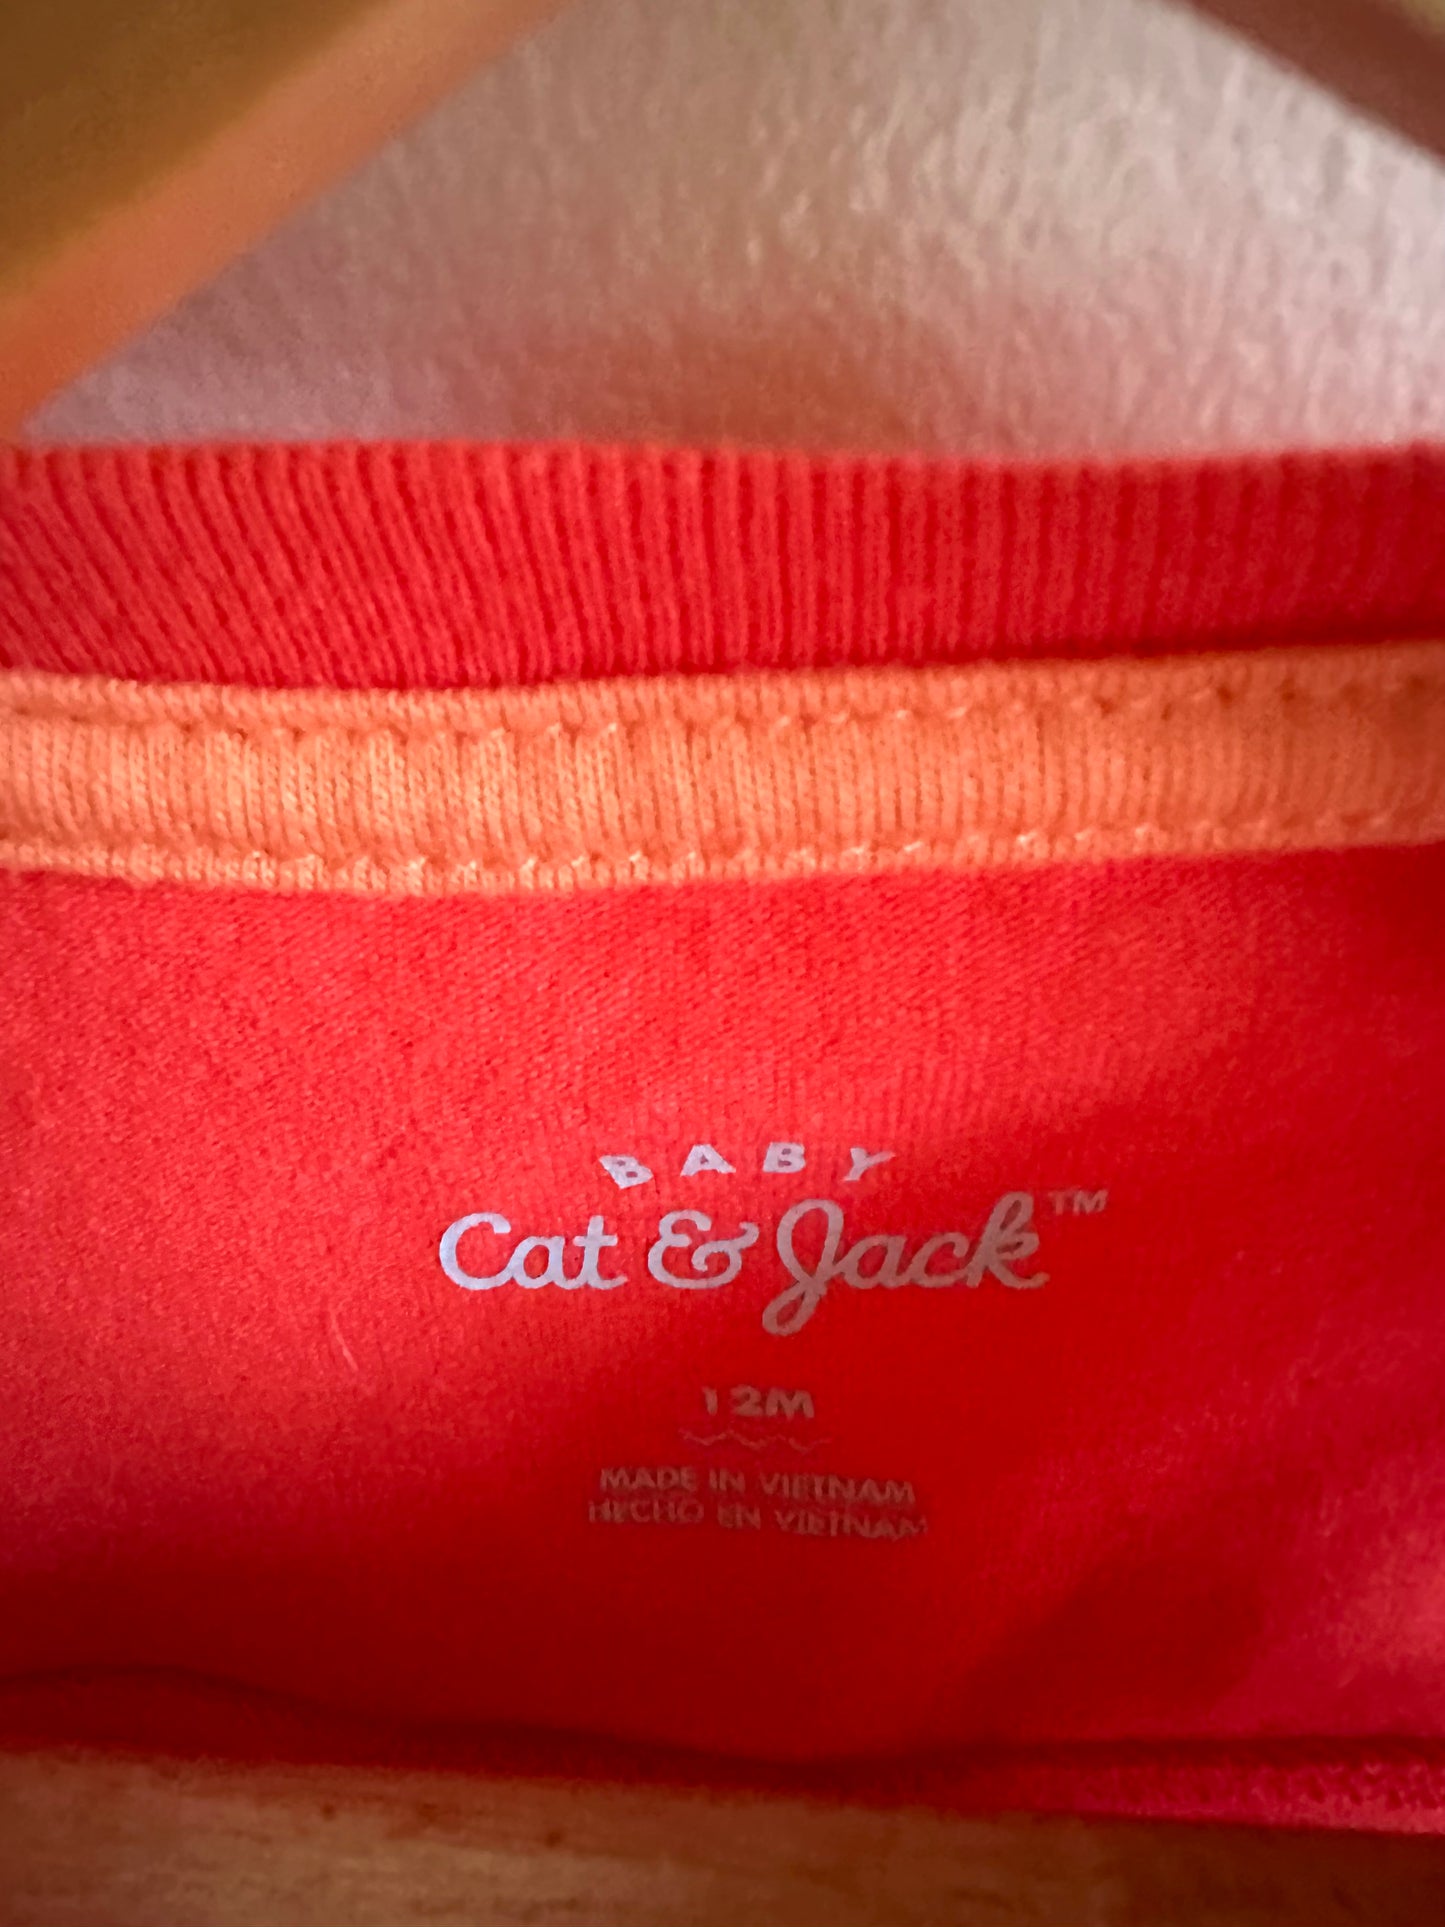 BABY
Cat & Jack™
12M
MADE IN VIETNAM
HECHO EN VIETNAM